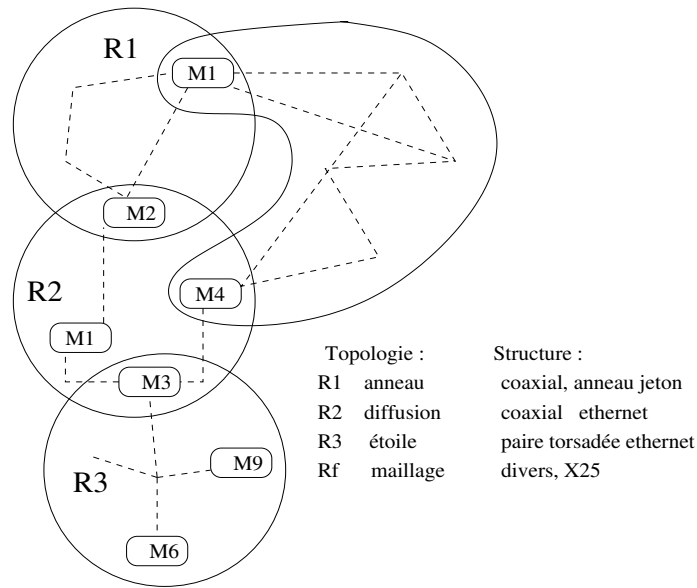 R1
M1
M2
R2
M4
M1
M3
R3
M9
M6
Topologie : Structure :
R1 anneau coaxial, anneau jeton
R2 diffusion coaxial ethernet
R3 étoile paire torsadée ethernet
Rf maillage divers, X25